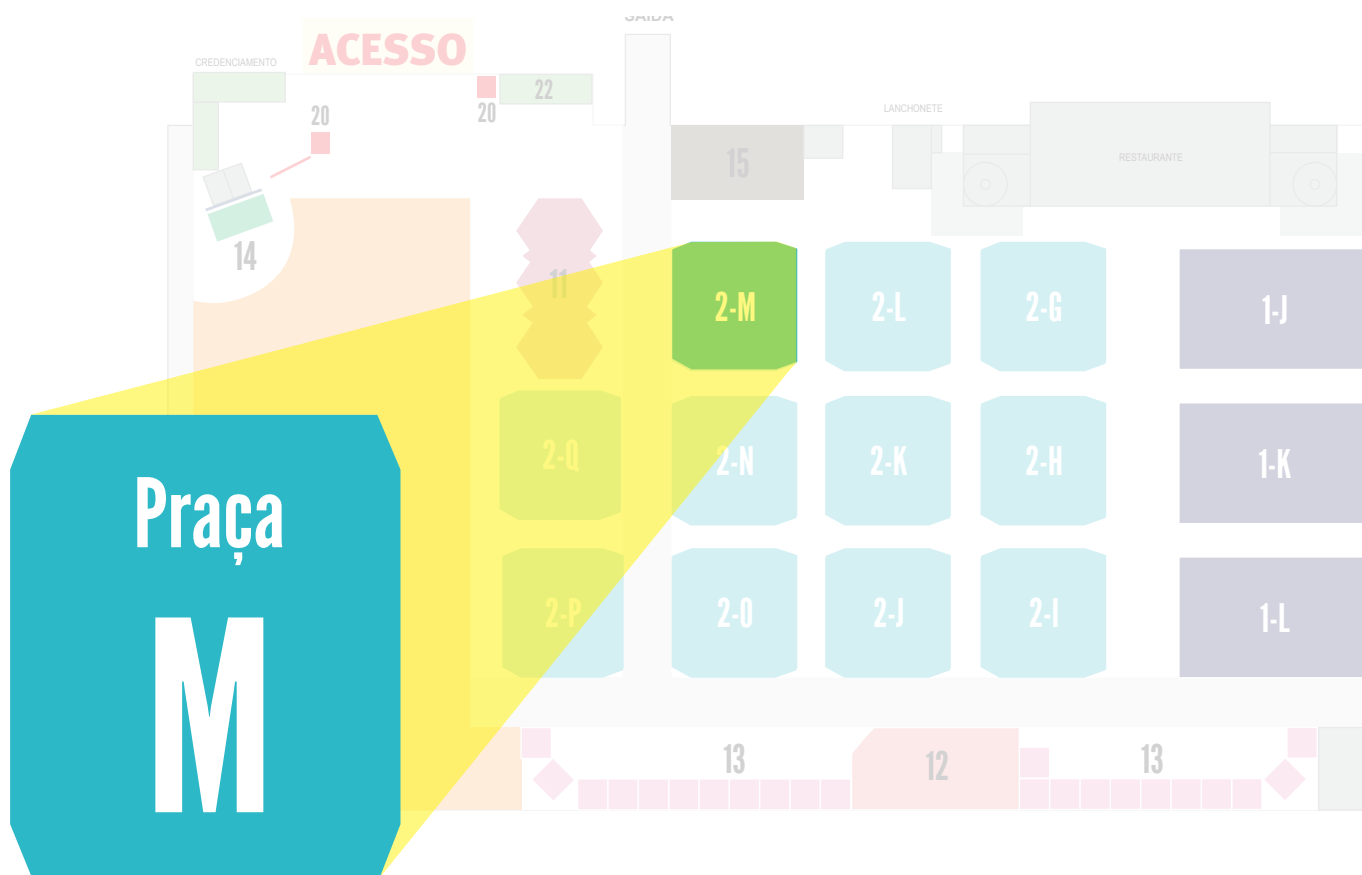 SAÍDA
ACESSO
CREDENCIAMENTO
22
20
20
LANCHONETE
15
RESTAURANTE
14
11
2-M
2-L
2-G
1-J
2-Q
2-N
2-K
2-H
1-K
Praça
M
2-P
2-O
2-J
2-I
1-L
13
12
13